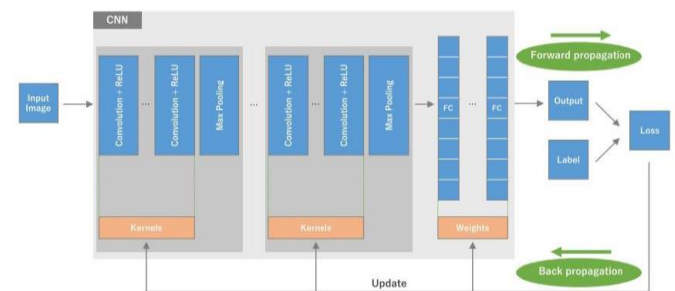 CNN
Input
Image
Convolution + ReLU
...
Convolution + ReLU
Max Pooling
...
Convolution + ReLU
...
Convolution + ReLU
Max Pooling
FC
...
FC
Forward propagation
Output
Label
Loss
Kernels
Kernels
Weights
Back propagation
Update